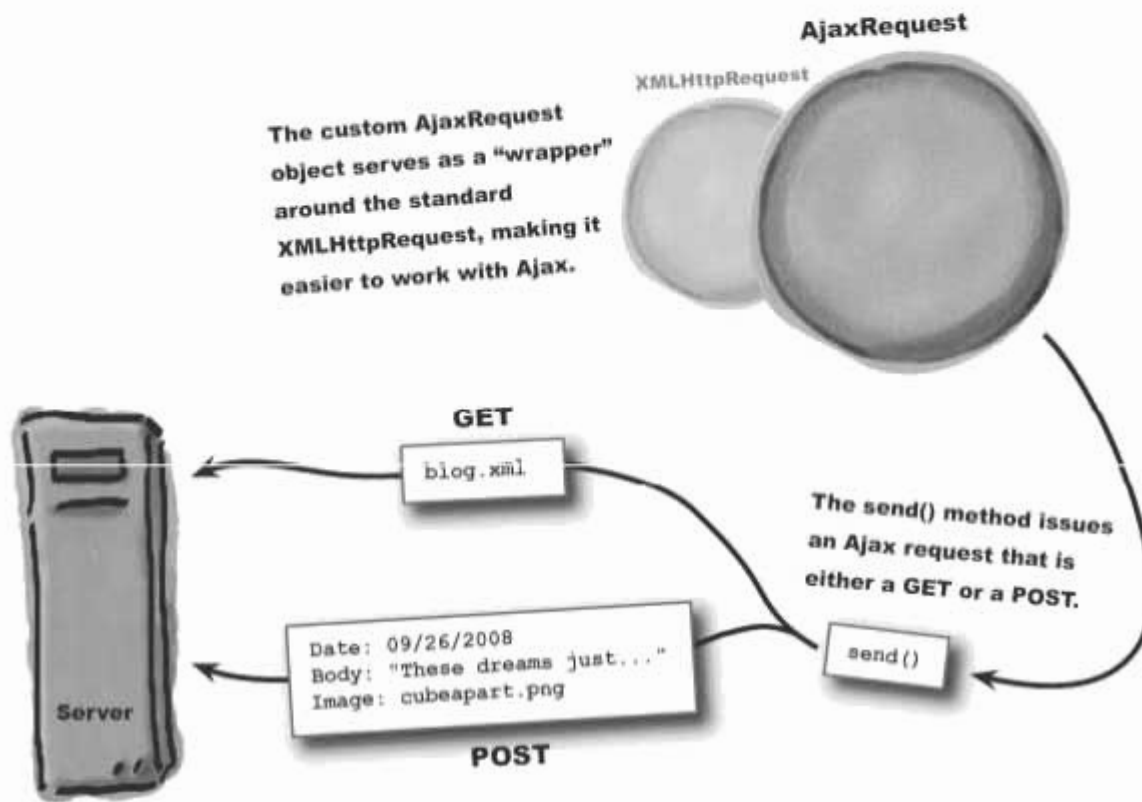 AjaxRequest
XMLHttpRequest
The custom AjaxRequest
object serves as a “wrapper”
around the standard
XMLHttpRequest, making it
easier to work with Ajax.
GET
blog.xml
The send() method issues
an Ajax request that is
either a GET or a POST.
send()
Date: 09/26/2008
Body: "These dreams just..."
Image: cubeapart.png
POST
Server